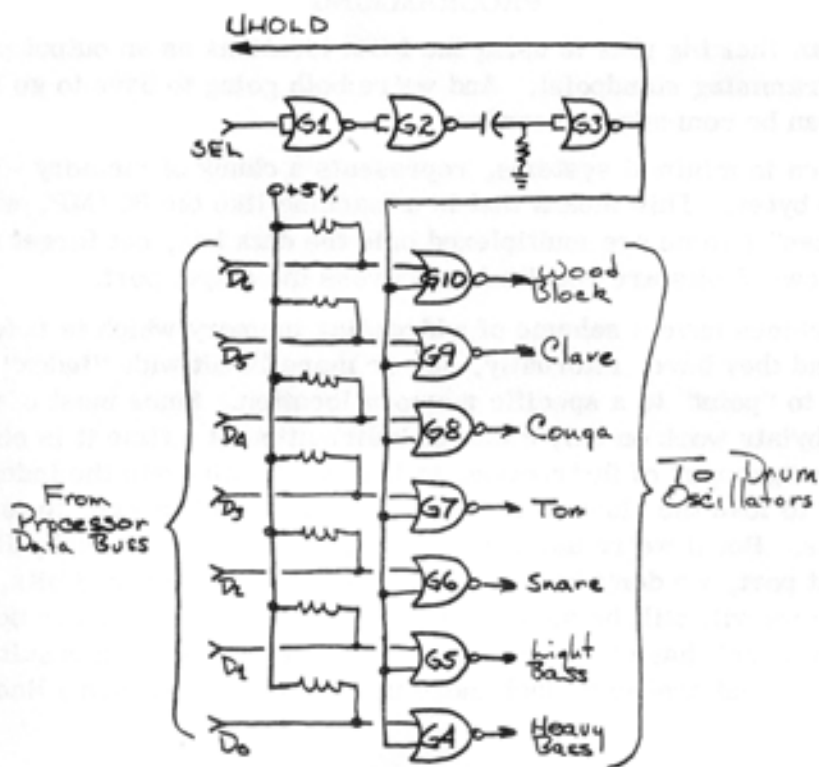 UHOLD
G1
G2
G3
SEL
+5V
D6
G10
Wood
Block
D5
G9
Clave
D4
G8
Conga
From
Processor
Data Buss
D3
G7
Tom
To Drum
Oscillators
D2
G6
Snare
D1
G5
Light
Bass
D0
G4
Heavy
Bass